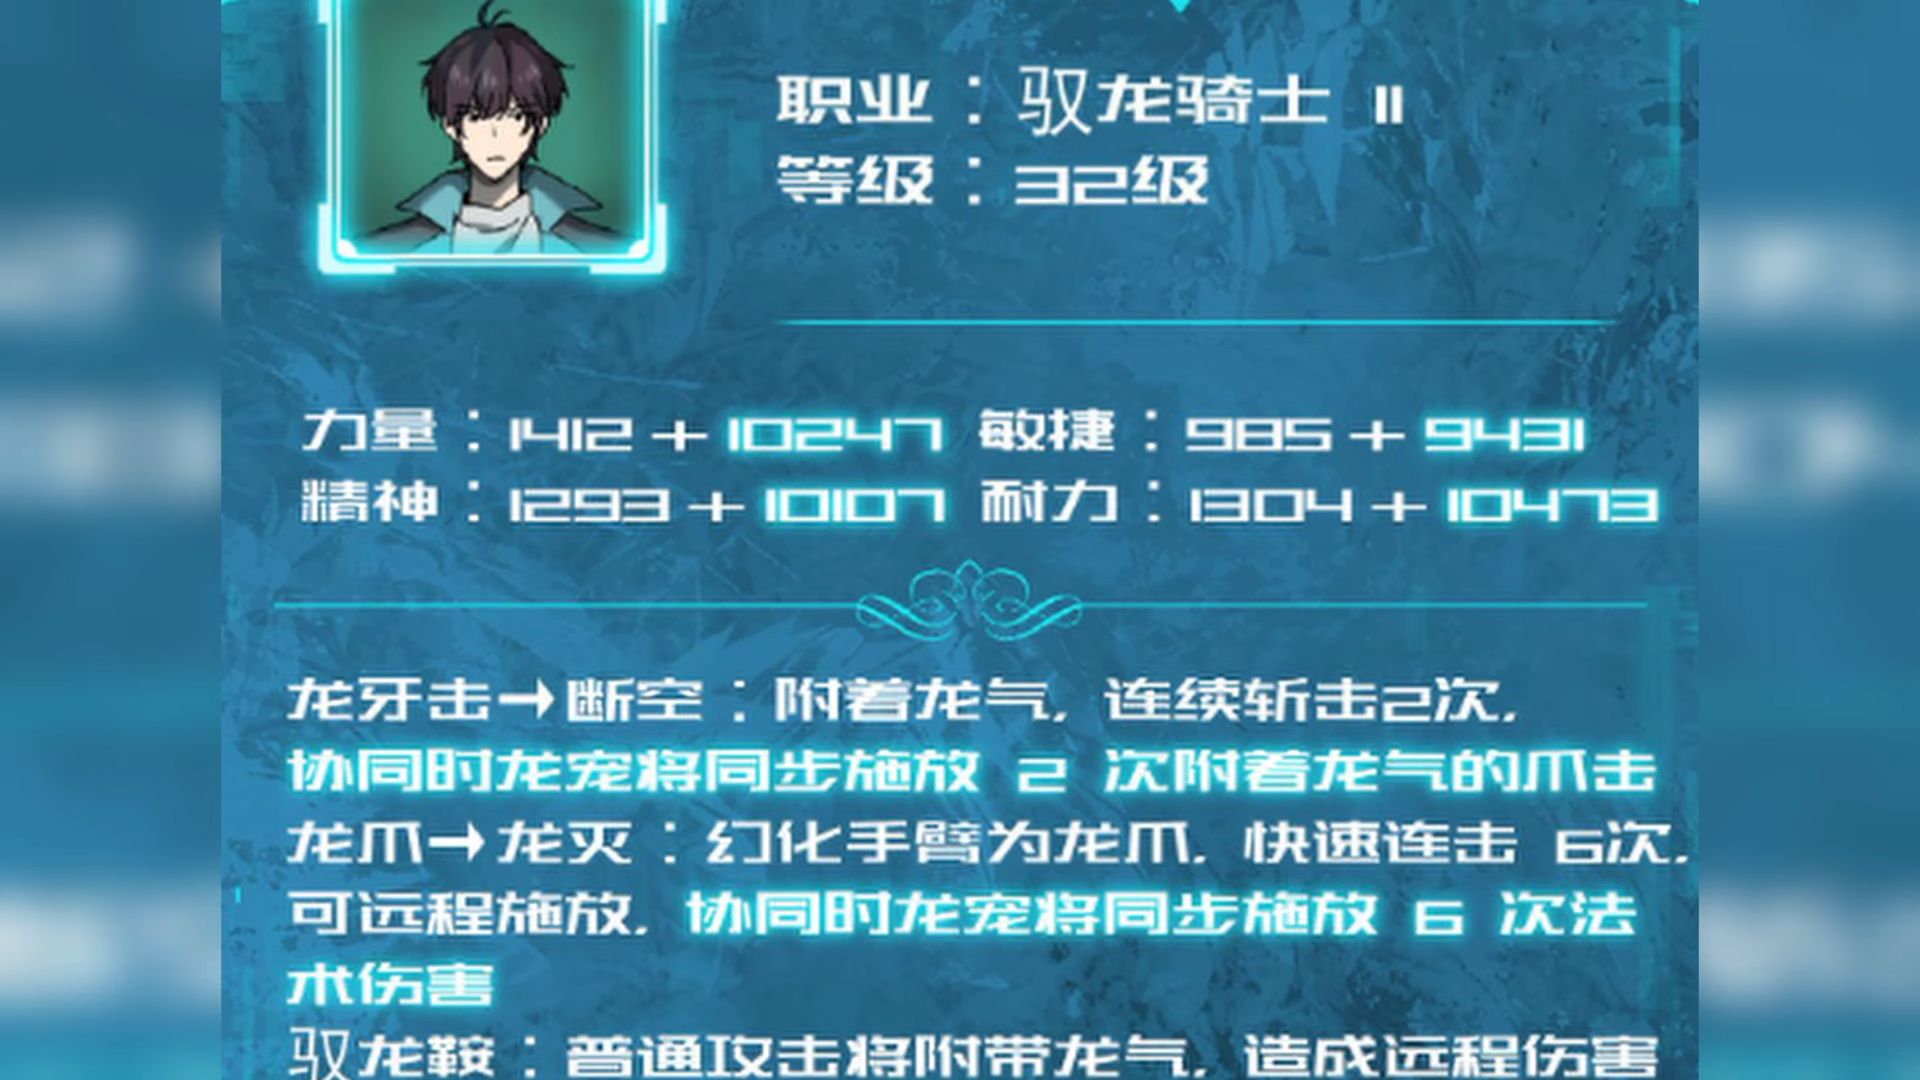 职业：驭龙骑士 II
等级：32级
力量：1412 + 10247 敏捷：985 + 9431
精神：1293 + 10107 耐力：1304 + 10473
龙牙击→断空：附着龙气，连续斩击2次，
协同时龙宠将同步施放 2 次附着龙气的爪击
龙爪→龙灭：幻化手臂为龙爪，快速连击 6次，
可远程施放，协同时龙宠将同步施放 6 次法
术伤害
驭龙鞍：普通攻击将附带龙气，造成远程伤害